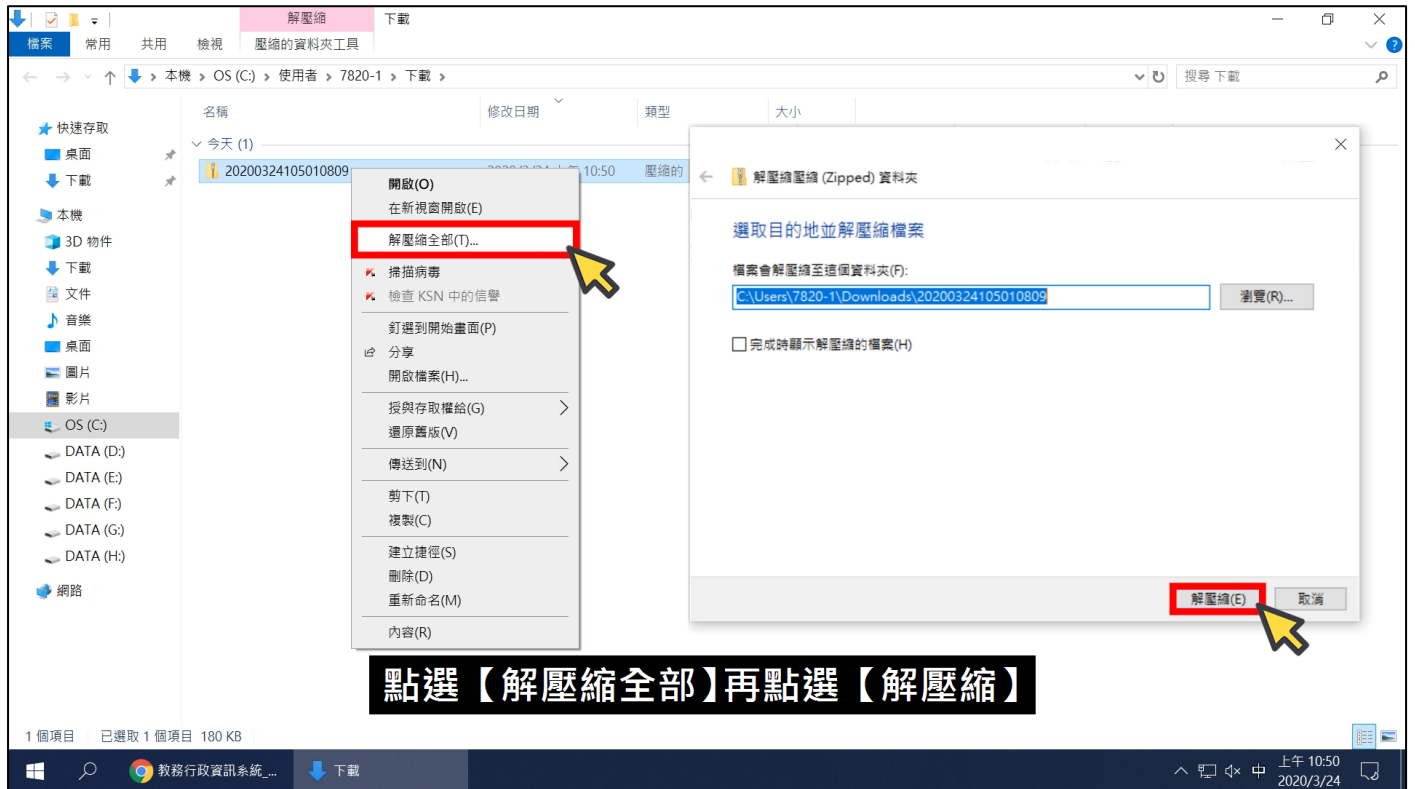 解壓縮 下載
檔案 常用 共用 檢視 壓縮的資料夾工具
本機 › OS (C:) › 使用者 › 7820-1 › 下載 ›
搜尋 下載
名稱 修改日期 類型 大小
快速存取
桌面
下載
本機
3D 物件
下載
文件
音樂
桌面
圖片
影片
OS (C:)
DATA (D:)
DATA (E:)
DATA (F:)
DATA (G:)
DATA (H:)
網路
今天 (1)
20200324105010809 10:50 壓縮的
開啟(O)
在新視窗開啟(E)
解壓縮全部(T)...
掃描病毒
檢查 KSN 中的信譽
釘選到開始畫面(P)
分享
開啟檔案(H)...
授與存取權給(G)
還原舊版(V)
傳送到(N)
剪下(T)
複製(C)
建立捷徑(S)
刪除(D)
重新命名(M)
內容(R)
解壓縮壓縮 (Zipped) 資料夾
選取目的地並解壓縮檔案
檔案會解壓縮至這個資料夾(F):
C:\Users\7820-1\Downloads\20200324105010809
瀏覽(R)...
完成時顯示解壓縮的檔案(H)
解壓縮(E) 取消
點選【解壓縮全部】再點選【解壓縮】
1 個項目 已選取 1 個項目 180 KB
教務行政資訊系統_... 下載
中
上午 10:50
2020/3/24